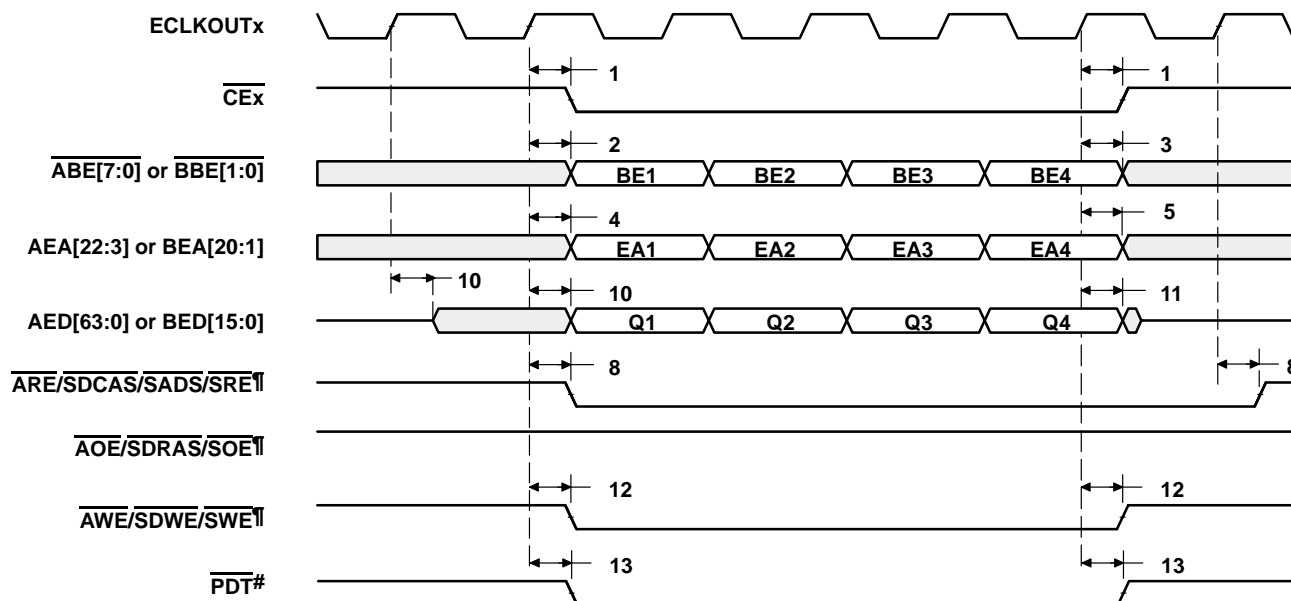 ECLKOUTx
1 1
CEx
2 3
ABE[7:0] or BBE[1:0]
BE1 BE2 BE3 BE4
4 5
AEA[22:3] or BEA[20:1]
EA1 EA2 EA3 EA4
10 10 11
AED[63:0] or BED[15:0]
Q1 Q2 Q3 Q4
8 8
ARE/SDCAS/SADS/SRE¶
AOE/SDRAS/SOE¶
12 12
AWE/SDWE/SWE¶
13 13
PDT#